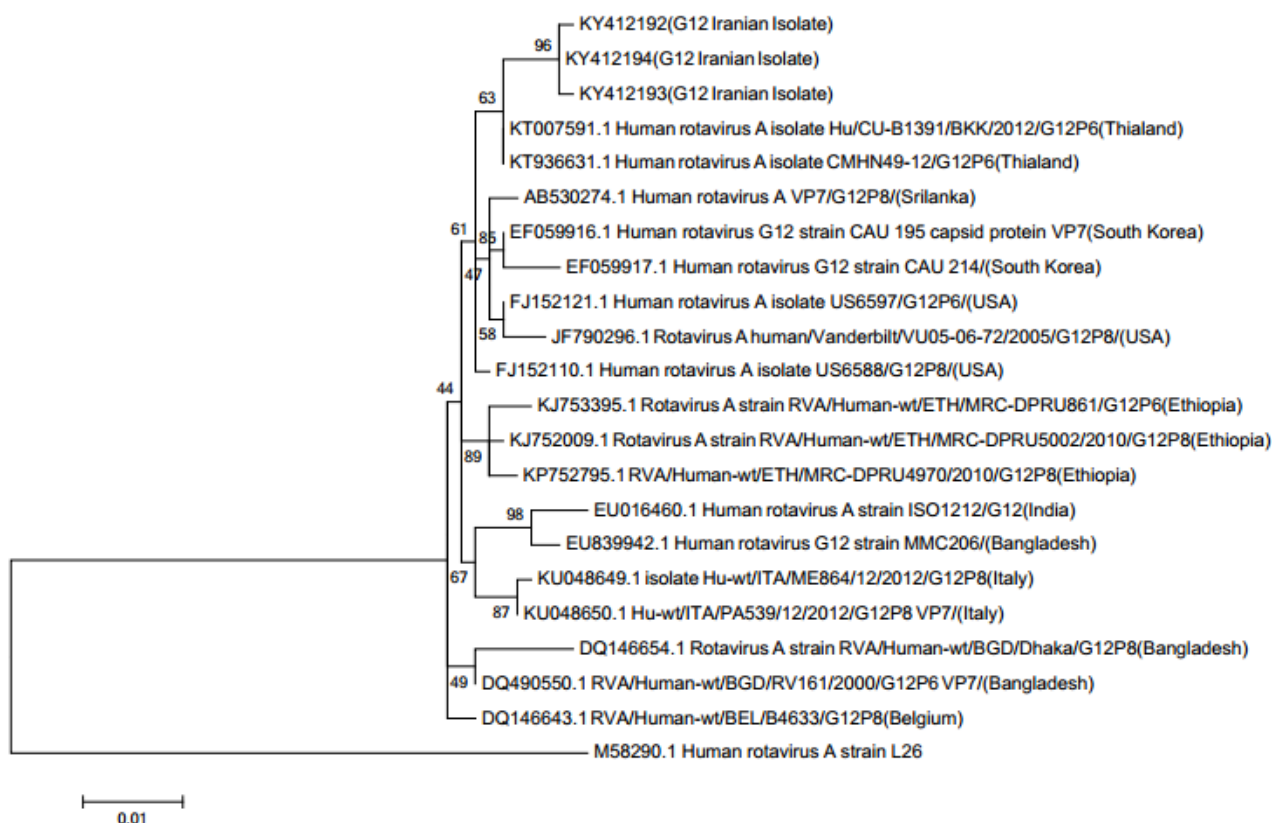 KY412192(G12 Iranian Isolate)
96
KY412194(G12 Iranian Isolate)
KY412193(G12 Iranian Isolate)
63
KT007591.1 Human rotavirus A isolate Hu/CU-B1391/BKK/2012/G12P6(Thialand)
KT936631.1 Human rotavirus A isolate CMHN49-12/G12P6(Thialand)
AB530274.1 Human rotavirus A VP7/G12P8/(Srilanka)
61
85
EF059916.1 Human rotavirus G12 strain CAU 195 capsid protein VP7(South Korea)
47
EF059917.1 Human rotavirus G12 strain CAU 214/(South Korea)
FJ152121.1 Human rotavirus A isolate US6597/G12P6/(USA)
58
JF790296.1 Rotavirus A human/Vanderbilt/VU05-06-72/2005/G12P8/(USA)
FJ152110.1 Human rotavirus A isolate US6588/G12P8/(USA)
44
KJ753395.1 Rotavirus A strain RVA/Human-wt/ETH/MRC-DPRU861/G12P6(Ethiopia)
KJ752009.1 Rotavirus A strain RVA/Human-wt/ETH/MRC-DPRU5002/2010/G12P8(Ethiopia)
89
KP752795.1 RVA/Human-wt/ETH/MRC-DPRU4970/2010/G12P8(Ethiopia)
98
EU016460.1 Human rotavirus A strain ISO1212/G12(India)
EU839942.1 Human rotavirus G12 strain MMC206/(Bangladesh)
67
KU048649.1 isolate Hu-wt/ITA/ME864/12/2012/G12P8(Italy)
87
KU048650.1 Hu-wt/ITA/PA539/12/2012/G12P8 VP7/(Italy)
DQ146654.1 Rotavirus A strain RVA/Human-wt/BGD/Dhaka/G12P8(Bangladesh)
49
DQ490550.1 RVA/Human-wt/BGD/RV161/2000/G12P6 VP7/(Bangladesh)
DQ146643.1 RVA/Human-wt/BEL/B4633/G12P8(Belgium)
M58290.1 Human rotavirus A strain L26
0.01